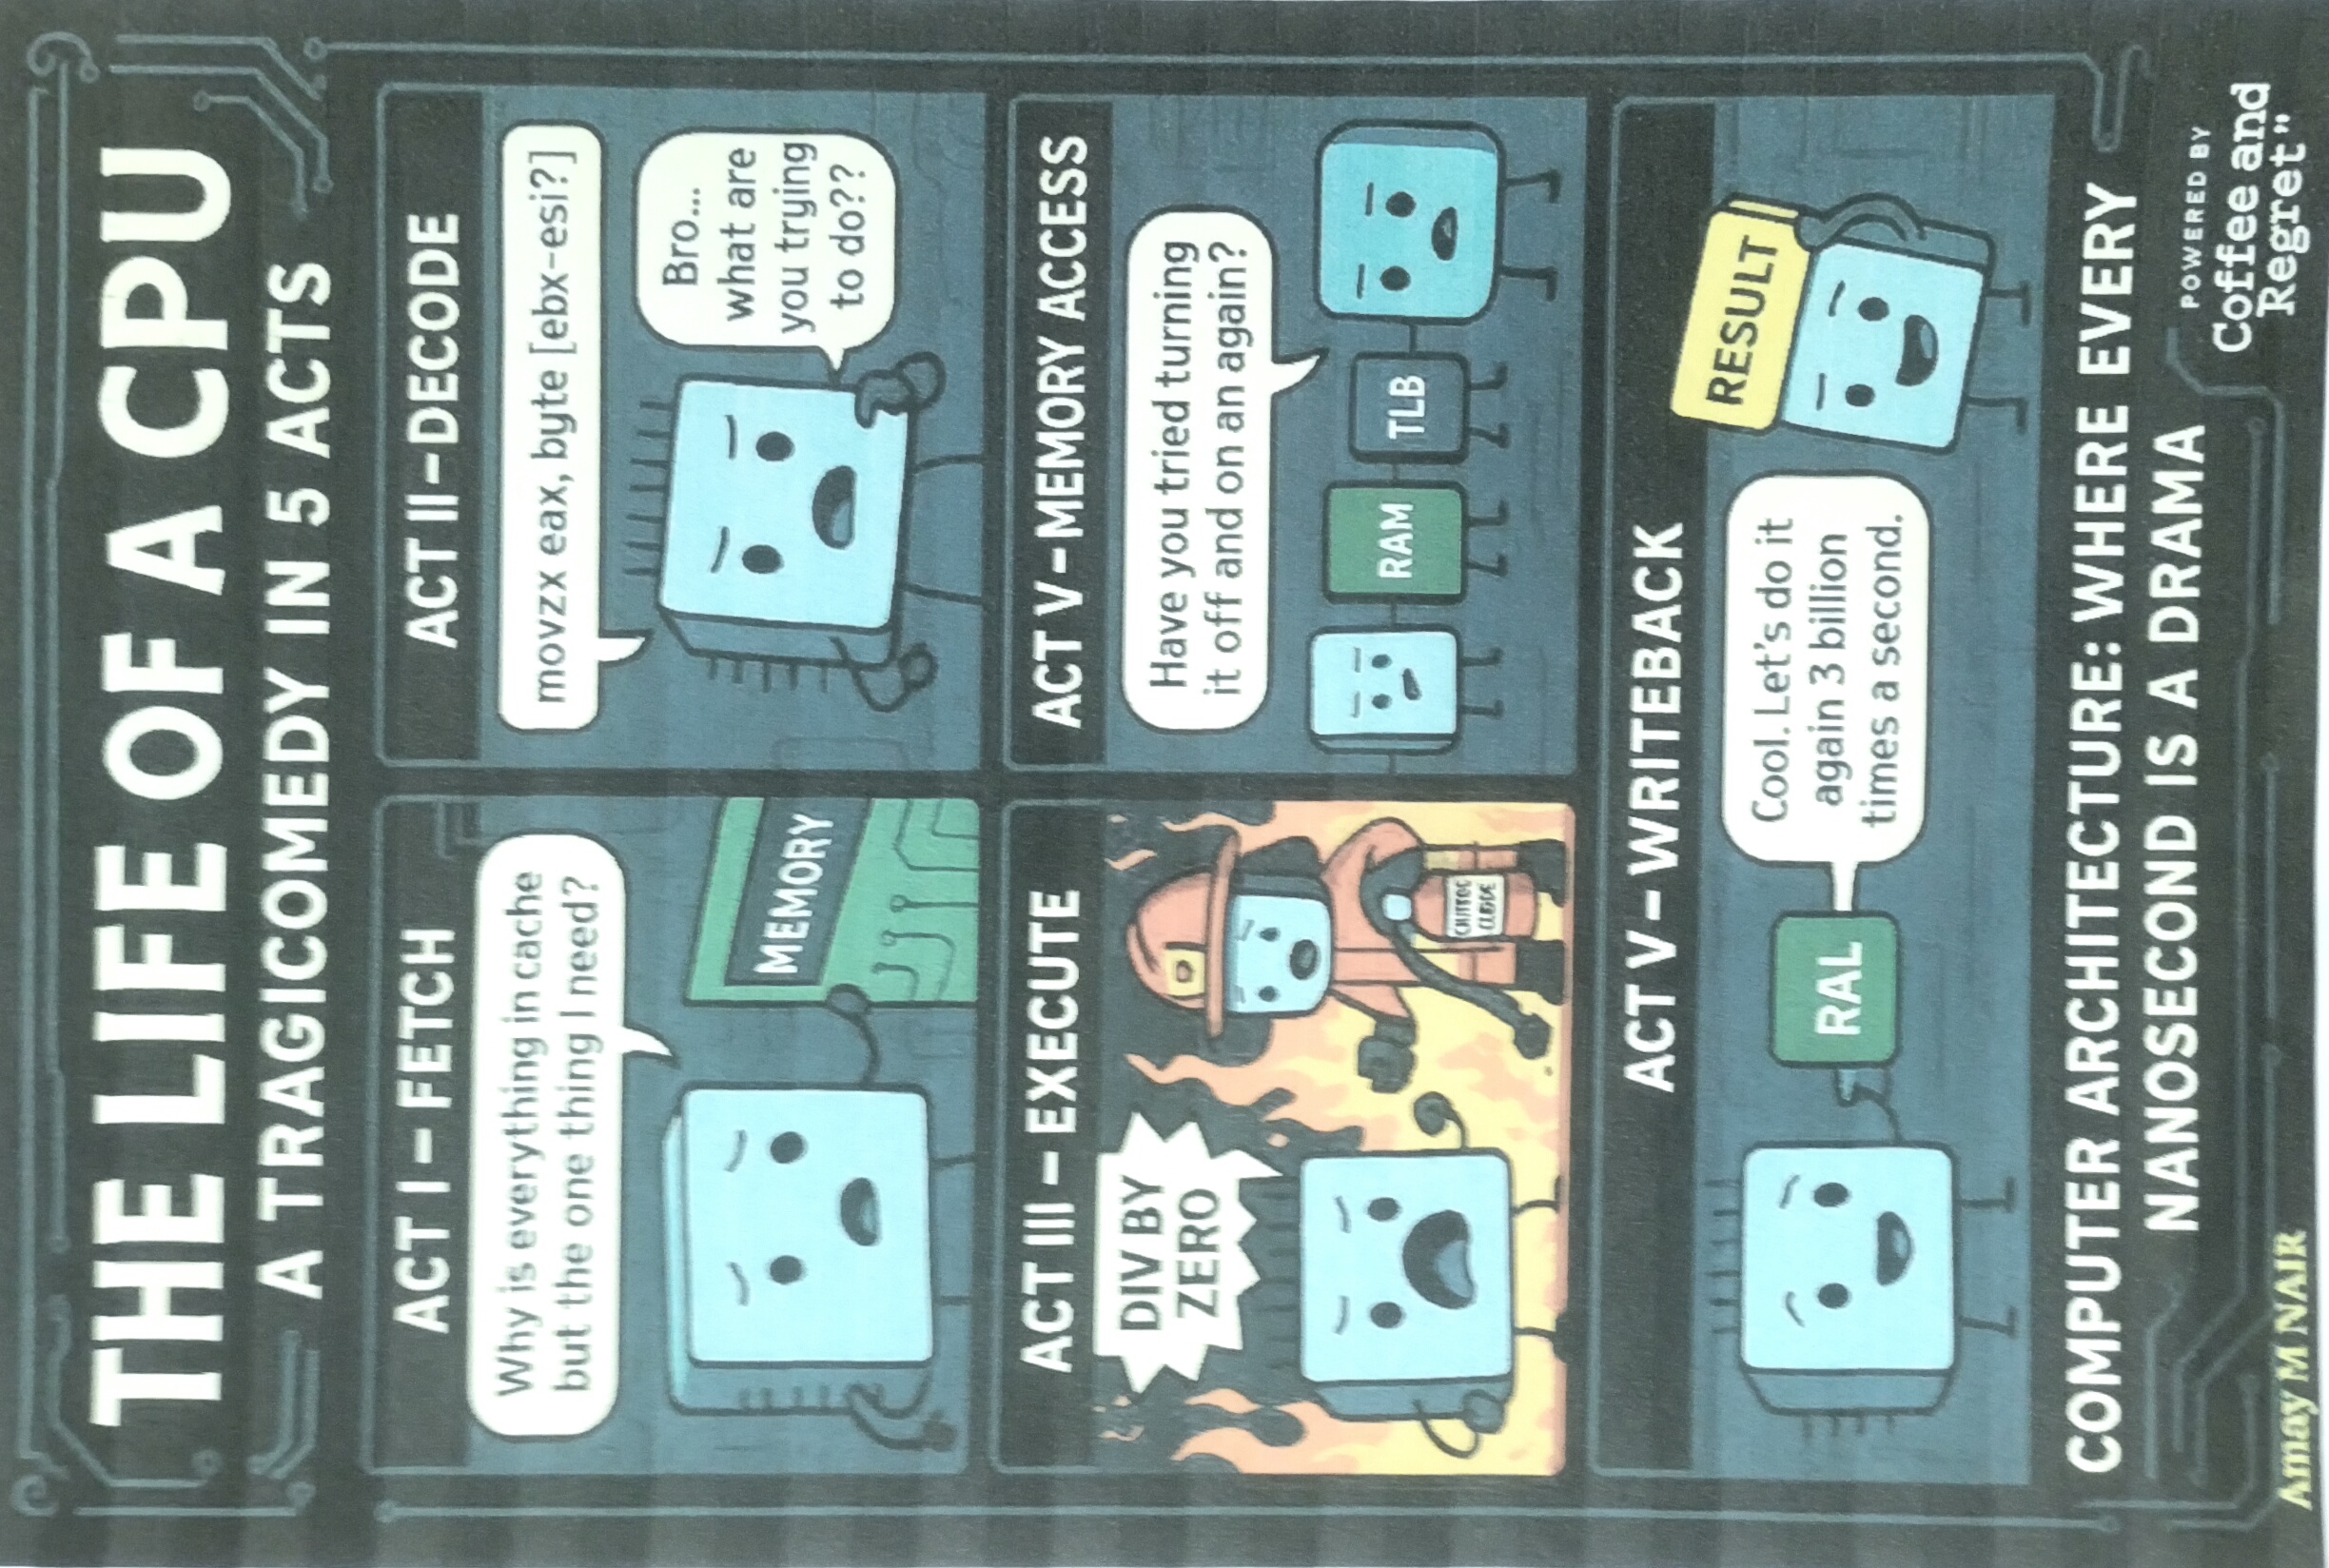 THE LIFE OF A CPU
A TRAGICOMEDY IN 5 ACTS
ACT I – FETCH
Why is everything in cache
but the one thing I need?
MEMORY
ACT II – DECODE
movzx eax, byte [ebx-esi?]
Bro...
what are
you trying
to do??
ACT III – EXECUTE
DIV BY
ZERO
ACT V – MEMORY ACCESS
Have you tried turning
it off and on an again?
RAM
TLB
ACT V – WRITEBACK
RAL
Cool. Let's do it
again 3 billion
times a second.
RESULT
COMPUTER ARCHITECTURE: WHERE EVERY
NANOSECOND IS A DRAMA
POWERED BY
Coffee and
Regret"
Amay M NAIR